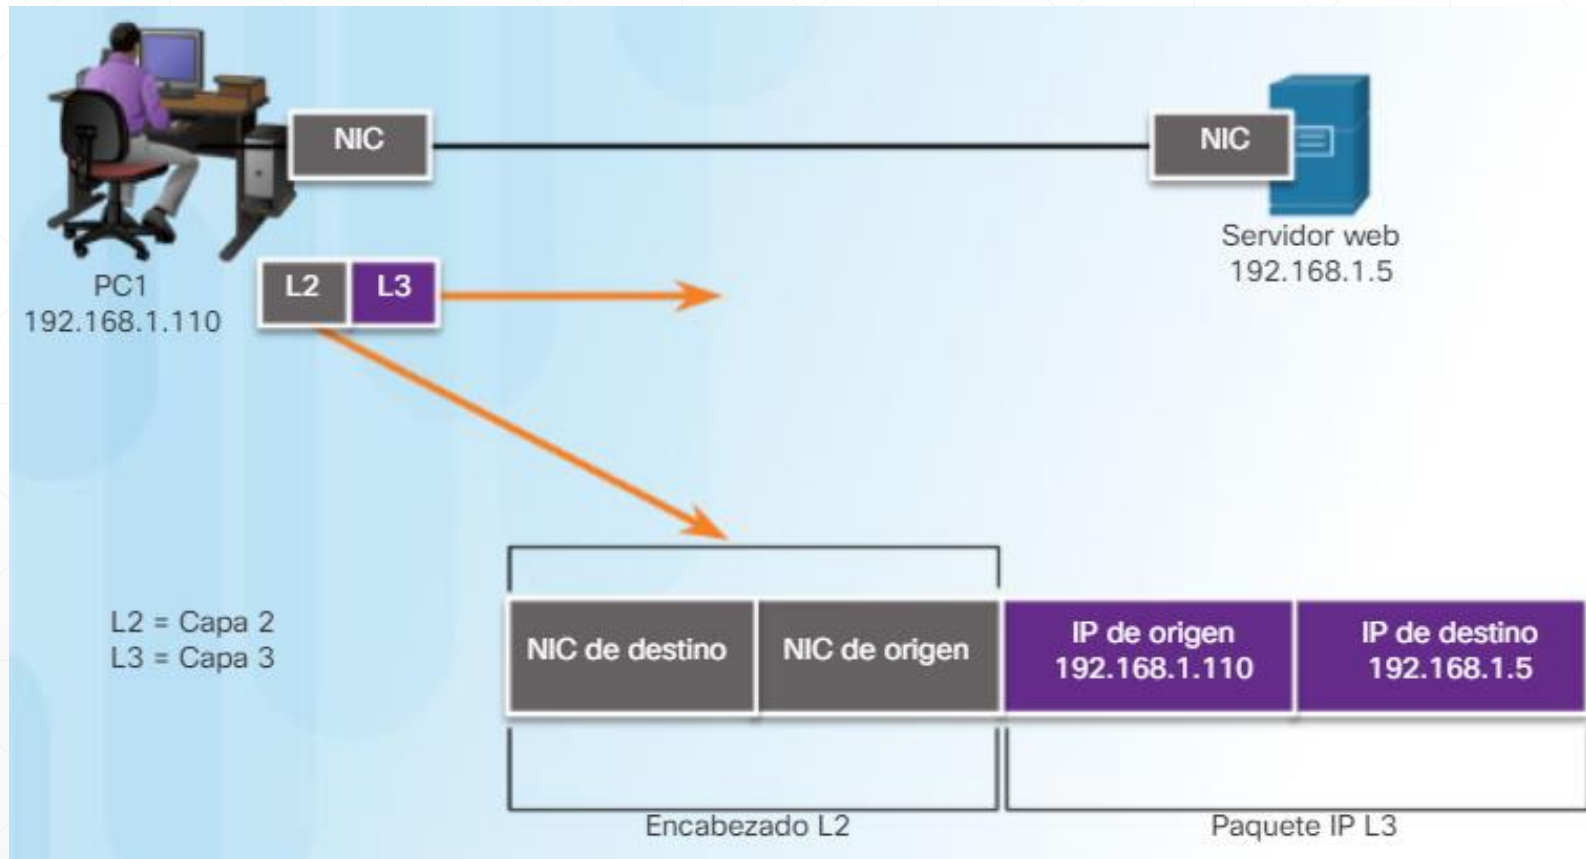 NIC
NIC
Servidor web
192.168.1.5
PC1
192.168.1.110
L2
L3
L2 = Capa 2
L3 = Capa 3
NIC de destino
NIC de origen
IP de origen
192.168.1.110
IP de destino
192.168.1.5
Encabezado L2
Paquete IP L3